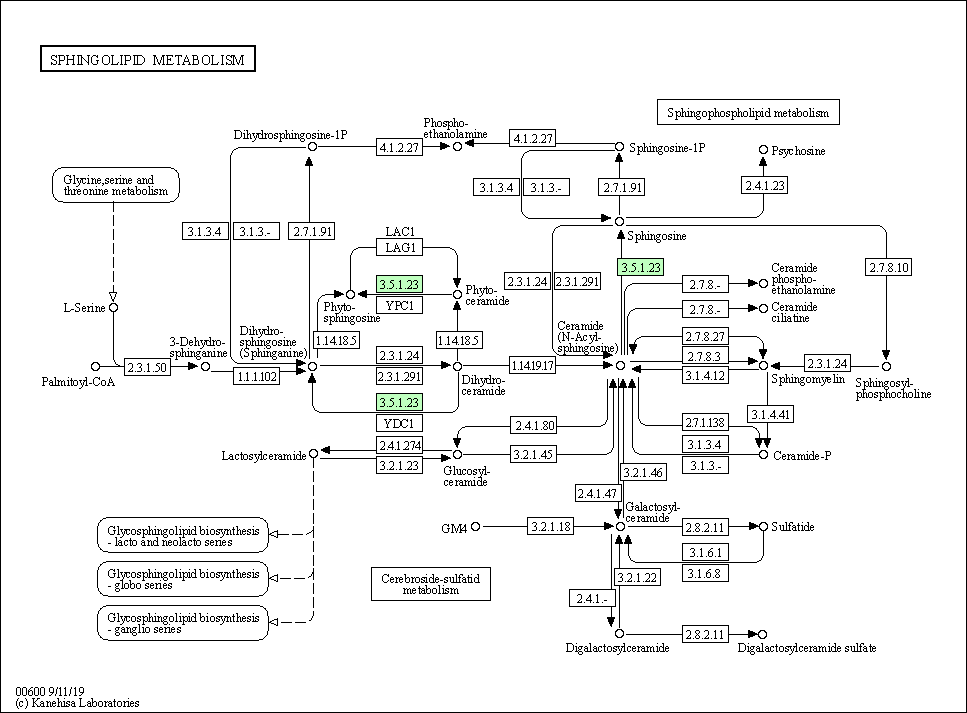 SPHINGOLIPID METABOLISM
Sphingophospholipid metabolism
Dihydrosphingosine-1P
4.1.2.27
Phospho-
ethanolamine
4.1.2.27
Sphingosine-1P
Psychosine
Glycine,serine and
threonine metabolism
3.1.3.4
3.1.3.-
2.7.1.91
2.4.1.23
3.1.3.4
3.1.3.-
2.7.1.91
LAC1
LAG1
Sphingosine
3.5.1.23
2.7.8.10
L-Serine
3.5.1.23
YPC1
Phyto-
sphingosine
Phyto-
ceramide
2.3.1.24
2.3.1.291
2.7.8.-
Ceramide
phospho-
ethanolamine
2.7.8.-
Ceramide
ciliatine
3-Dehydro-
sphinganine
Dihydro-
sphingosine
(Sphinganine)
1.14.18.5
1.14.18.5
Ceramide
(N-Acyl-
sphingosine)
2.7.8.27
2.7.8.3
3.1.4.12
Palmitoyl-CoA
2.3.1.50
1.1.1.102
2.3.1.24
2.3.1.291
Dihydro-
ceramide
1.14.19.17
Sphingomyelin
2.3.1.24
Sphingosyl-
phosphocholine
3.5.1.23
YDC1
3.1.4.41
2.4.1.80
2.7.1.138
3.1.3.4
3.1.3.-
Ceramide-P
Lactosylceramide
2.4.1.274
3.2.1.23
Glucosyl-
ceramide
3.2.1.45
3.2.1.46
2.4.1.47
Galactosyl-
ceramide
GM4
3.2.1.18
2.8.2.11
Sulfatide
3.1.6.1
3.1.6.8
Glycosphingolipid biosynthesis
- lacto and neolacto series
Glycosphingolipid biosynthesis
- globo series
Glycosphingolipid biosynthesis
- ganglio series
Cerebroside-sulfatid
metabolism
3.2.1.22
2.4.1.-
Digalactosylceramide
2.8.2.11
Digalactosylceramide sulfate
00600 9/11/19
(c) Kanehisa Laboratories